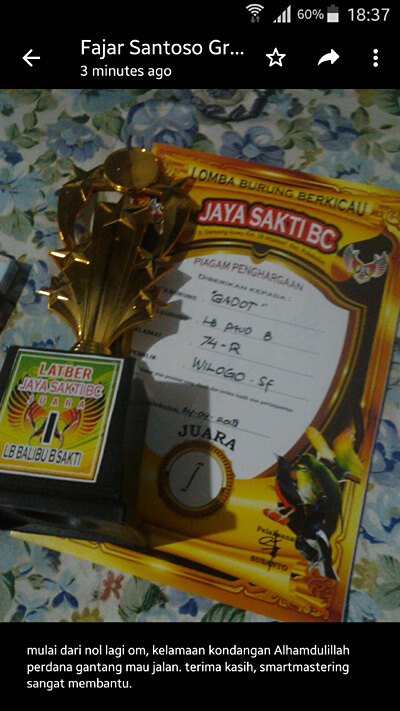 60% 18:37
Fajar Santoso Gr...
3 minutes ago
LOMBA BURUNG BERKICAU
JAYA SAKTI BC
PIAGAM PENGHARGAAN
DIBERIKAN KEPADA :
"GADOT"
LB PAUD B
74-R
WILOGO. SF
JUARA
I
SUBANTO
LATBER
JAYA SAKTI BC
JUARA
I
LB BALIBU B SAKTI
mulai dari nol lagi om, kelamaan kondangan Alhamdulillah
perdana gantang mau jalan. terima kasih, smartmastering
sangat membantu.